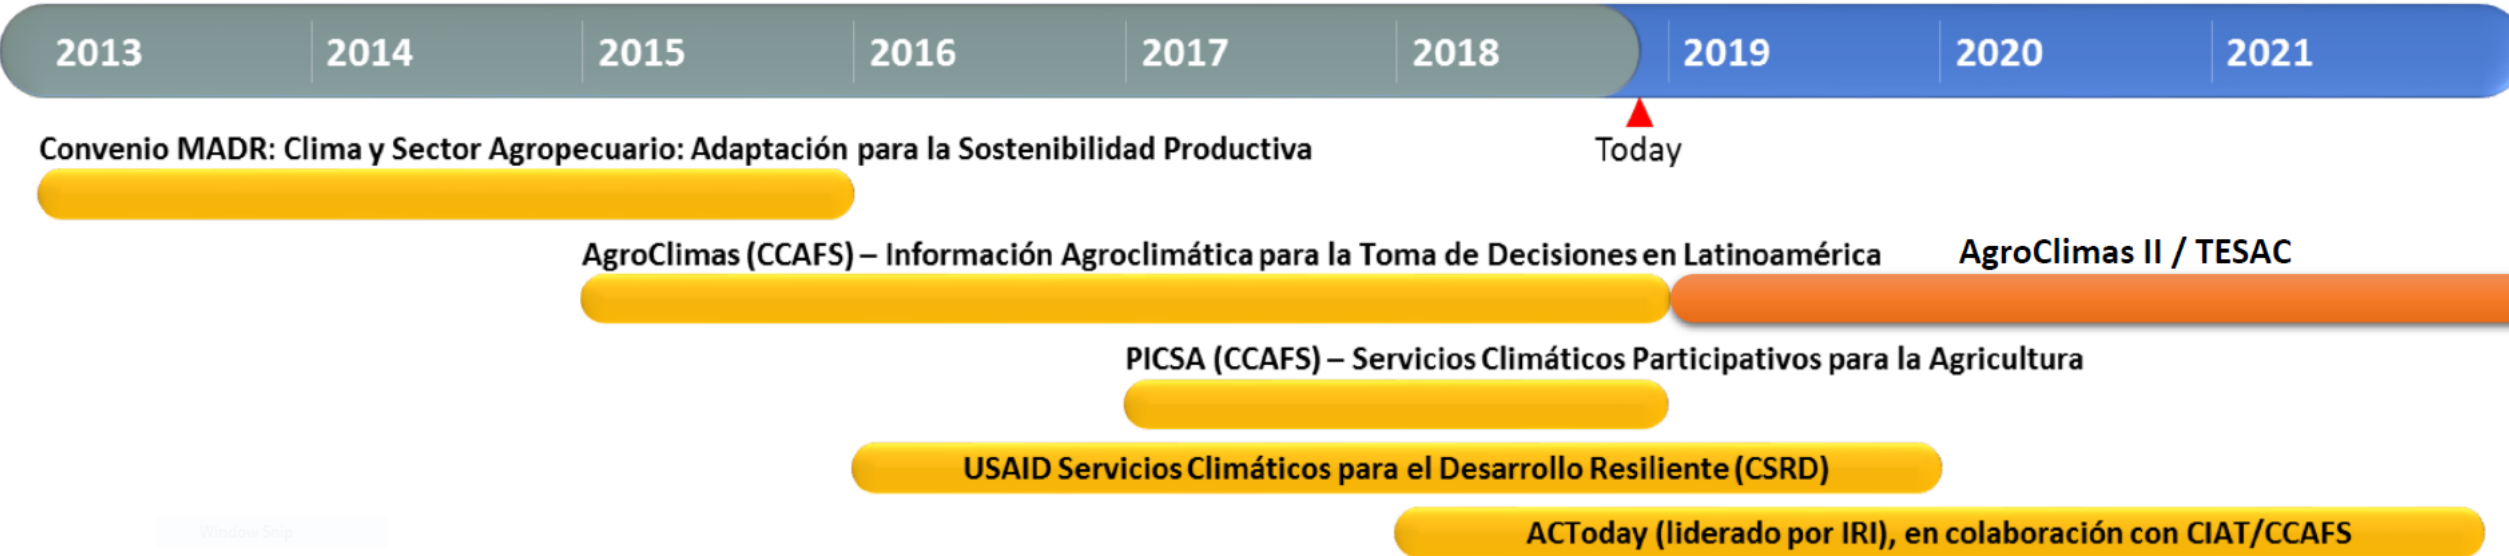 2013 2014 2015 2016 2017 2018 2019 2020 2021
Today
Convenio MADR: Clima y Sector Agropecuario: Adaptación para la Sostenibilidad Productiva
AgroClimas (CCAFS) – Información Agroclimática para la Toma de Decisiones en Latinoamérica
AgroClimas II / TESAC
PICSA (CCAFS) – Servicios Climáticos Participativos para la Agricultura
USAID Servicios Climáticos para el Desarrollo Resiliente (CSRD)
ACToday (liderado por IRI), en colaboración con CIAT/CCAFS
Window Snip